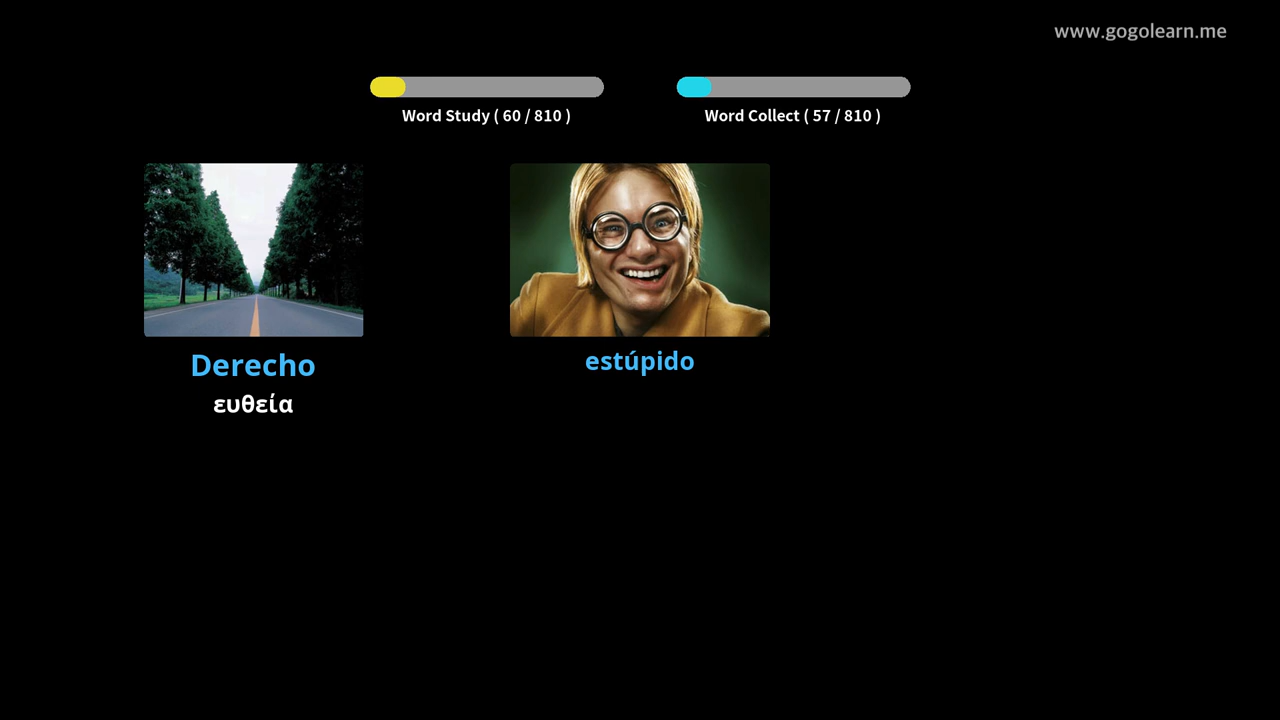 www.gogolearn.me
Word Study ( 60 / 810 )
Word Collect ( 57 / 810 )
Derecho
ευθεία
estúpido